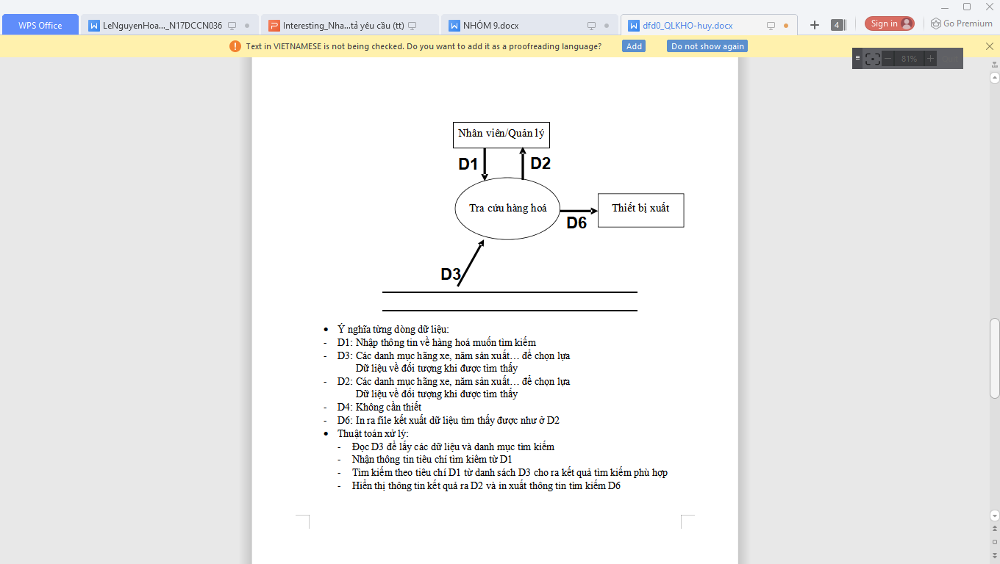 WPS Office
LeNguyenHoa..._N17DCCN036
Interesting_Nha...tả yêu cầu (tt)
NHÓM 9.docx
dfd0_QLKHO-huy.docx
4
Sign in
Go Premium
Text in VIETNAMESE is not being checked. Do you want to add it as a proofreading language?
Add
Do not show again
81%
Nhân viên/Quản lý
D1
D2
Tra cứu hàng hoá
Thiết bị xuất
D6
D3
• Ý nghĩa từng dòng dữ liệu:
- D1: Nhập thông tin về hàng hoá muốn tìm kiếm
- D3: Các danh mục hãng xe, năm sản xuất… để chọn lựa
Dữ liệu về đối tượng khi được tìm thấy
- D2: Các danh mục hãng xe, năm sản xuất… để chọn lựa
Dữ liệu về đối tượng khi được tìm thấy
- D4: Không cần thiết
- D6: In ra file kết xuất dữ liệu tìm thấy được như ở D2
• Thuật toán xử lý:
- Đọc D3 để lấy các dữ liệu và danh mục tìm kiếm
- Nhận thông tin tiêu chí tìm kiếm từ D1
- Tìm kiếm theo tiêu chí D1 từ danh sách D3 cho ra kết quả tìm kiếm phù hợp
- Hiển thị thông tin kết quả ra D2 và in xuất thông tin tìm kiếm D6